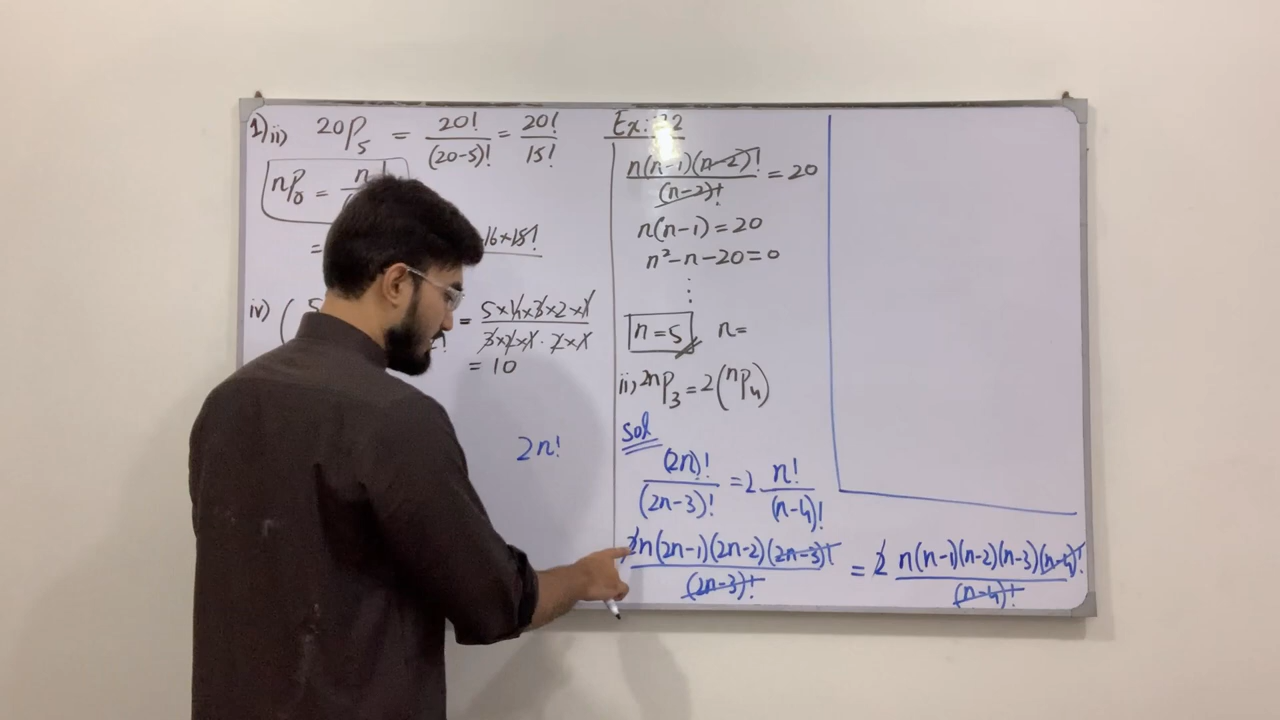 1) ii) 20P₅ = 20!/(20-5)! = 20!/15!
nPr = n
=
-16×15!
iv) ( 5
= 5×4×3×2×1/3×2×1·2×1
= 10
2n!
Ex:
n(n-1)(n-2)!/(n-2)! = 20
n(n-1) = 20
n²-n-20=0
⋮
n=5 n=
ii, ²ⁿP₃ = 2(ⁿP₄)
Sol
(2n)!/(2n-3)! = 2 n!/(n-4)!
2n(2n-1)(2n-2)(2n-3)!/(2n-3)! = 2 n(n-1)(n-2)(n-3)(n-4)!/(n-4)!